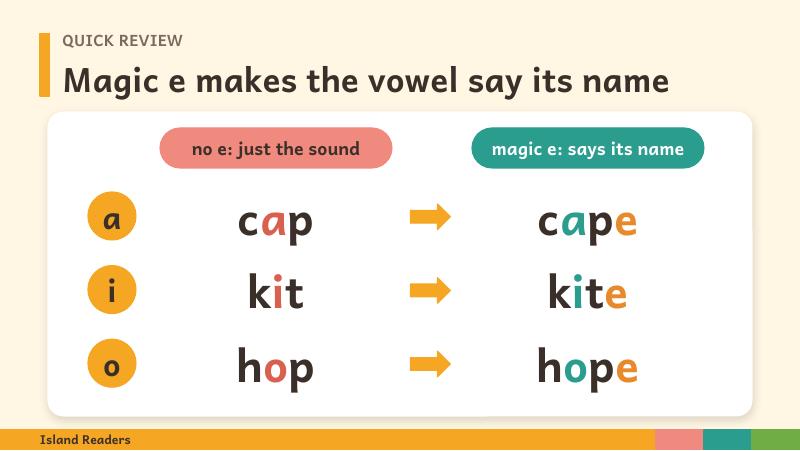 QUICK REVIEW
Magic e makes the vowel say its name
no e: just the sound
magic e: says its name
a cap cape
i kit kite
o hop hope
Island Readers